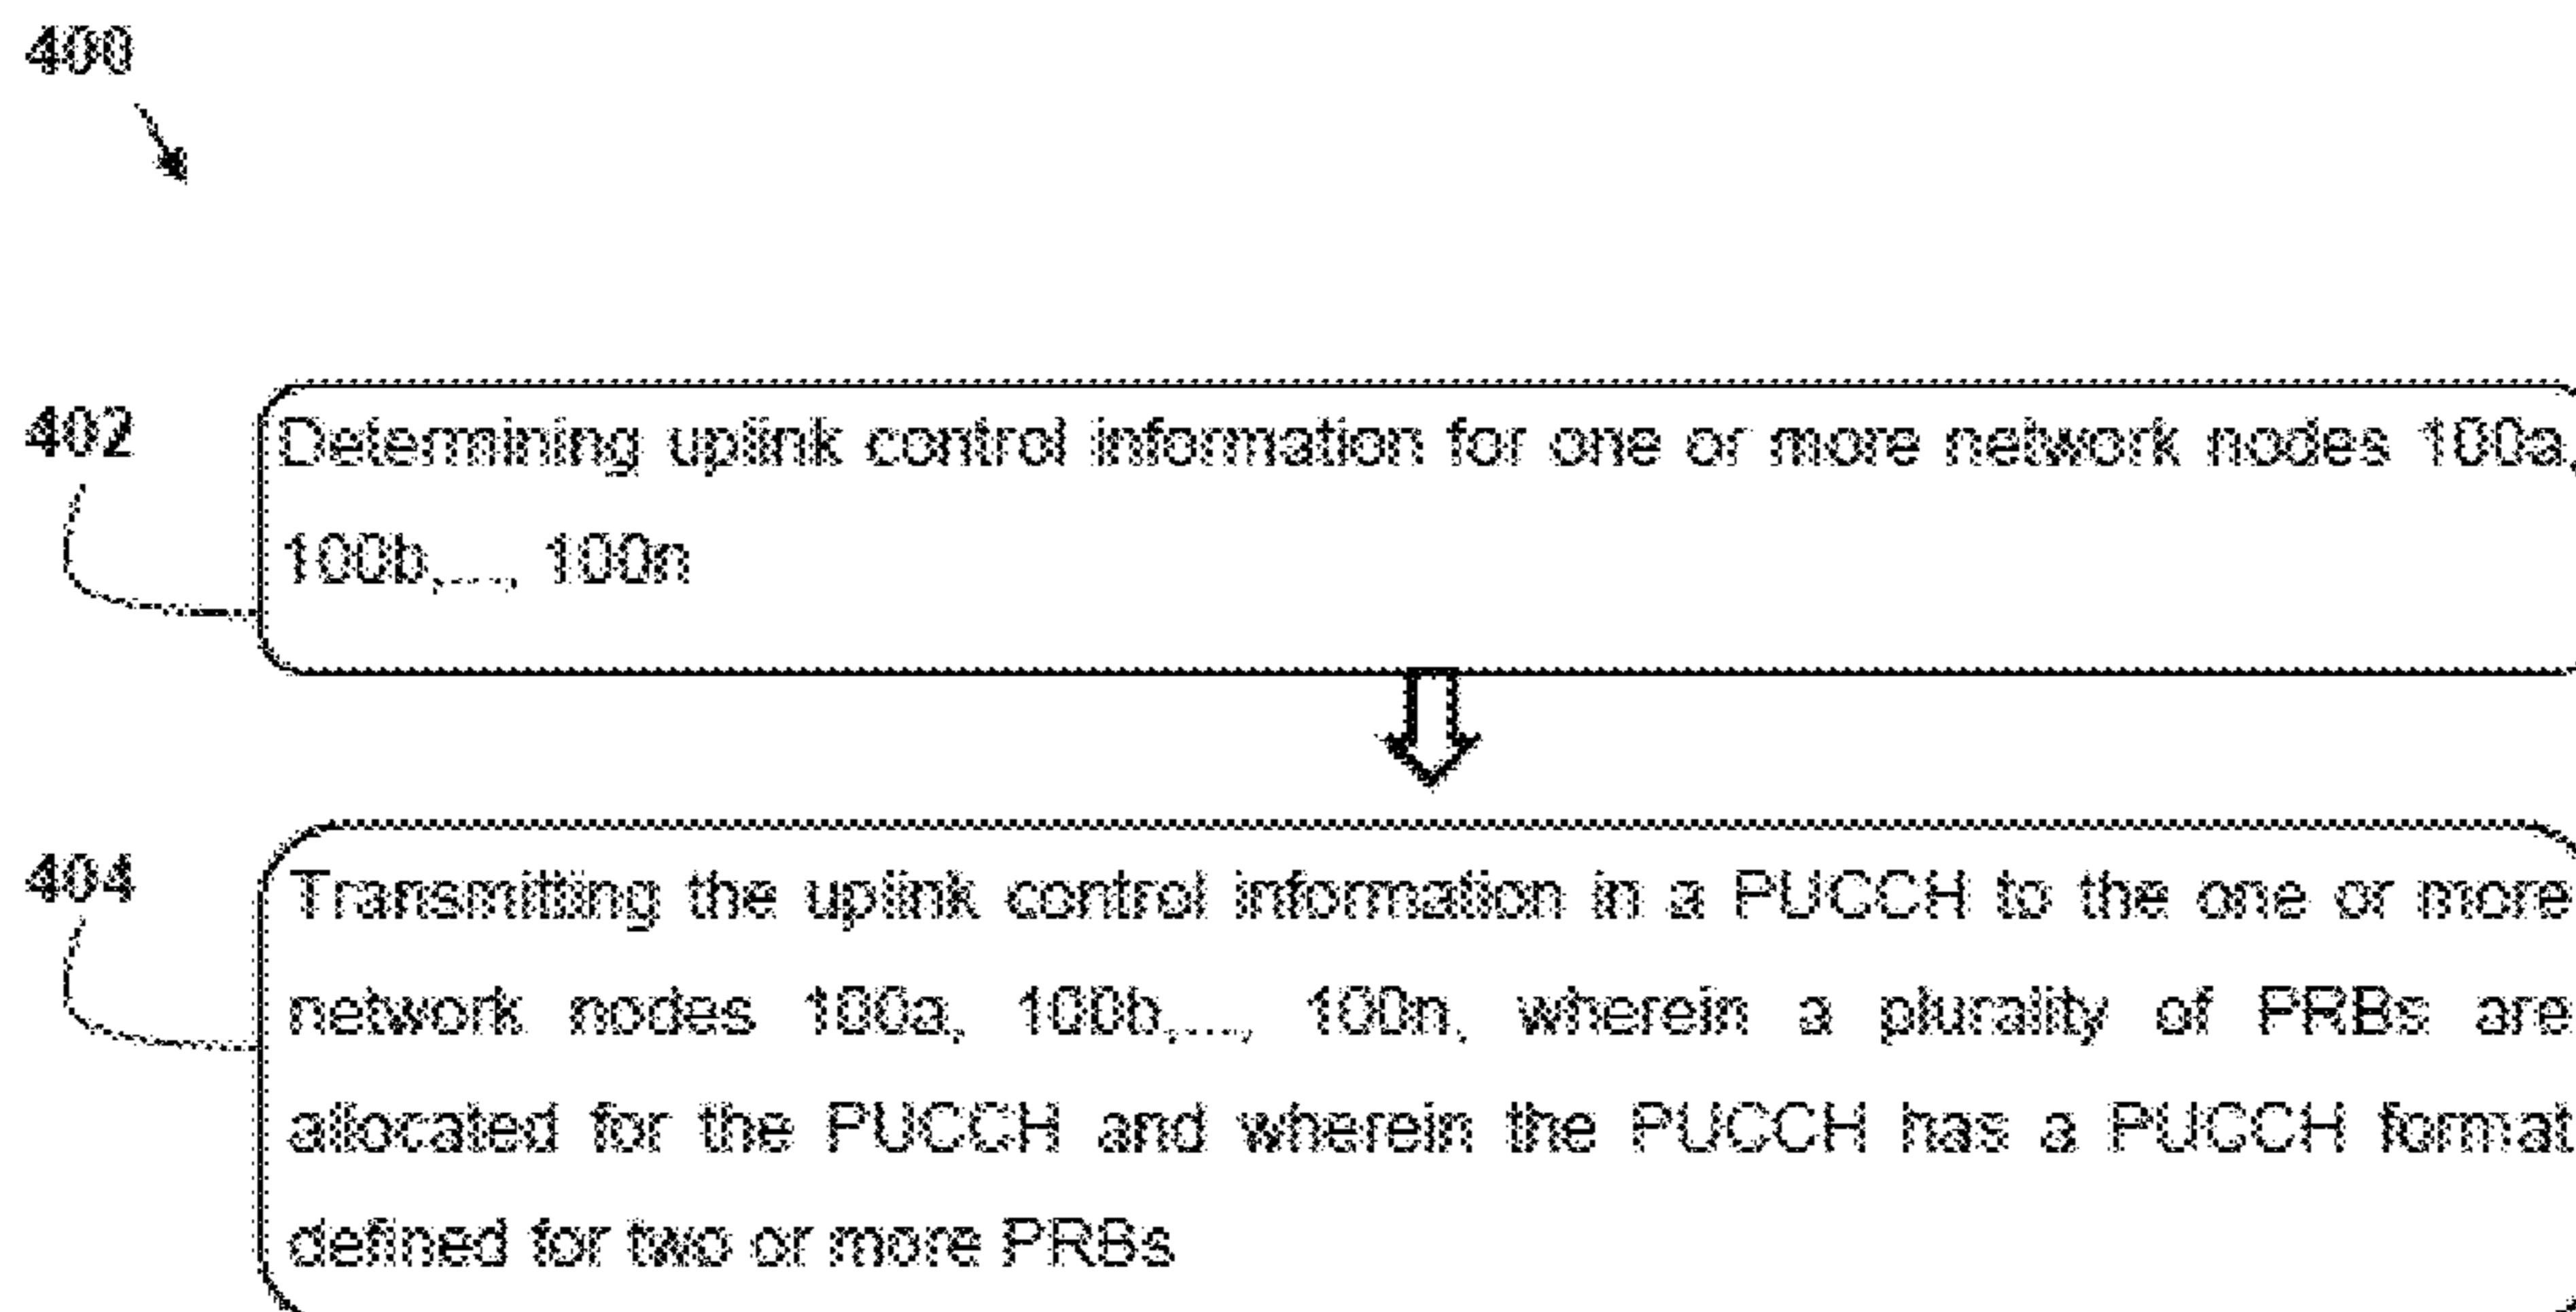 400
402
Determining uplink control information for one or more network nodes 100a,
100b,..., 100n
404
Transmitting the uplink control information in a PUCCH to the one or more
network nodes 100a, 100b,..., 100n, wherein a plurality of PRBs are
allocated for the PUCCH and wherein the PUCCH has a PUCCH format
defined for two or more PRBs